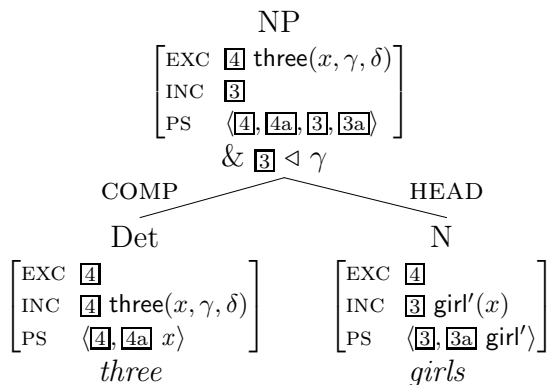 NP
EXC 4 three(x, γ, δ)
INC 3
PS ⟨4, 4a, 3, 3a⟩
& 3 ◁ γ
COMP HEAD
Det N
EXC 4 EXC 4
INC 4 three(x, γ, δ) INC 3 girl′(x)
PS ⟨4, 4a x⟩ PS ⟨3, 3a girl′⟩
three girls